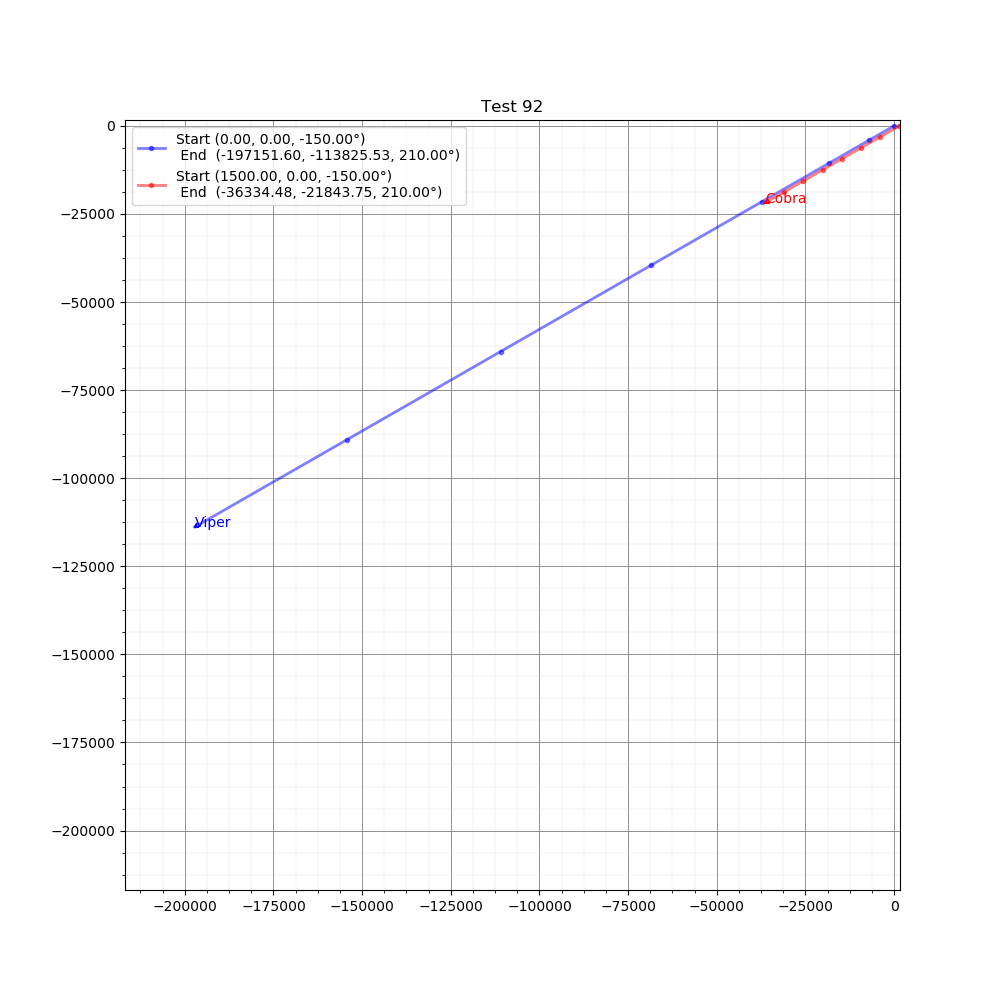 Test 92
Start (0.00, 0.00, -150.00°)
End (-197151.60, -113825.53, 210.00°)
Start (1500.00, 0.00, -150.00°)
End (-36334.48, -21843.75, 210.00°)
0
−25000
−50000
−75000
−100000
−125000
−150000
−175000
−200000
Cobra
Viper
−200000 −175000 −150000 −125000 −100000 −75000 −50000 −25000 0